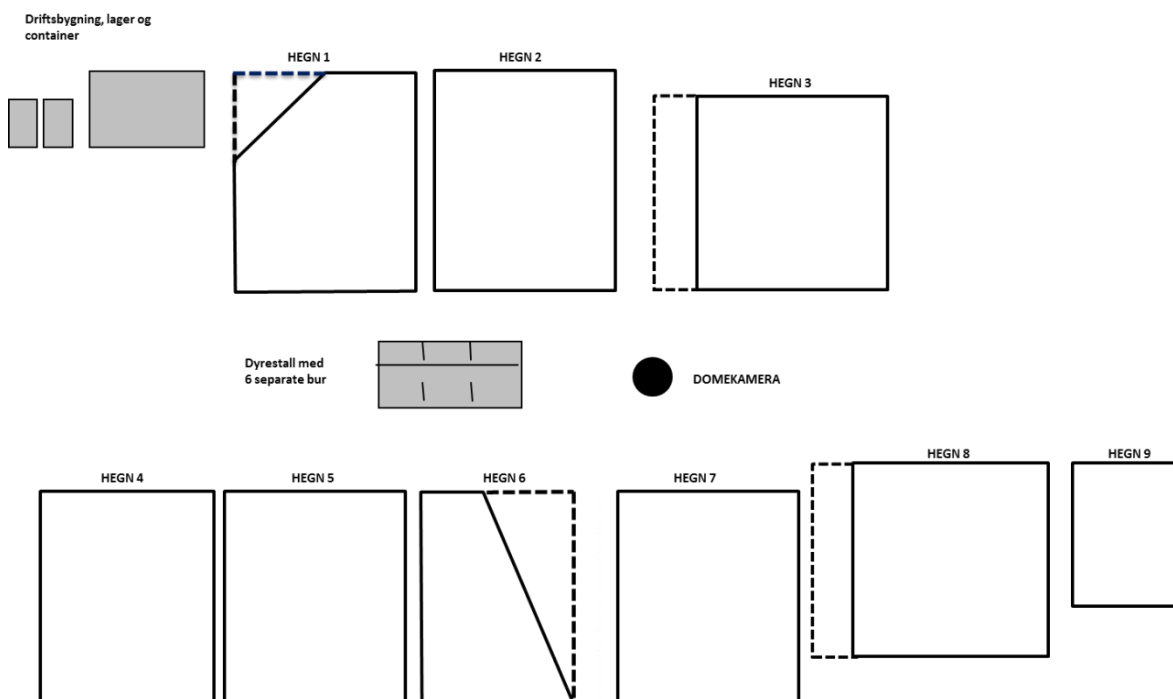 Driftsbygning, lager og
container
HEGN 1
HEGN 2
HEGN 3
Dyrestall med
6 separate bur
DOMEKAMERA
HEGN 4
HEGN 5
HEGN 6
HEGN 7
HEGN 8
HEGN 9